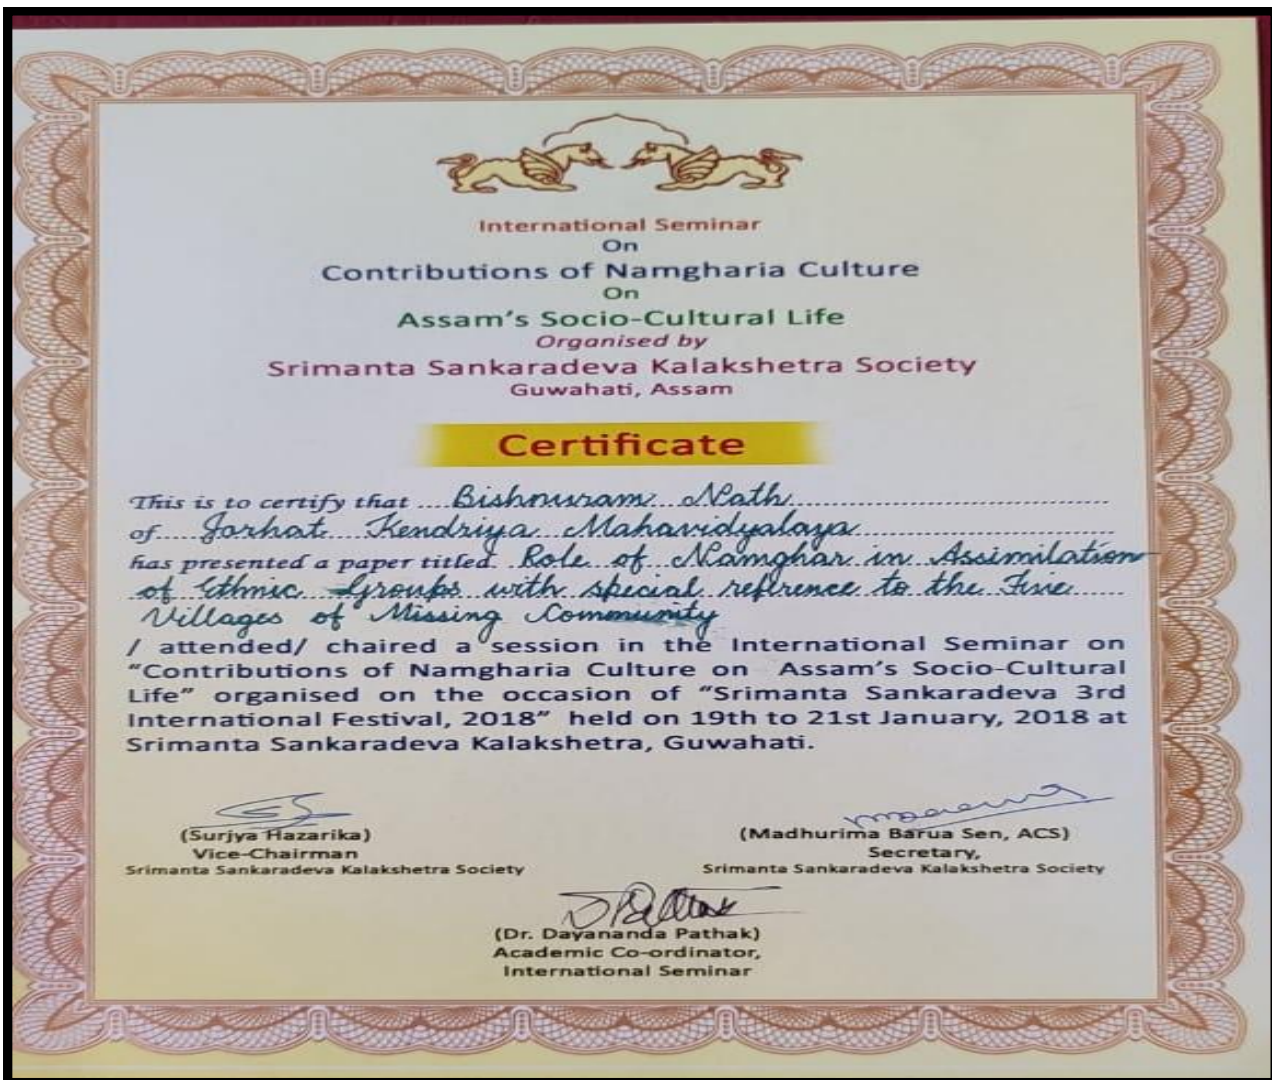 International Seminar
On
Contributions of Namgharia Culture
On
Assam's Socio-Cultural Life
Organised by
Srimanta Sankaradeva Kalakshetra Society
Guwahati, Assam
Certificate
This is to certify that Bishnuram Nath
of Jorhat Kendriya Mahavidyalaya
has presented a paper titled Role of Namghar in Assimilation
of Ethnic Groups with special refrence to the Five
Villages of Missing Community
/ attended/ chaired a session in the International Seminar on
"Contributions of Namgharia Culture on Assam's Socio-Cultural
Life" organised on the occasion of "Srimanta Sankaradeva 3rd
International Festival, 2018" held on 19th to 21st January, 2018 at
Srimanta Sankaradeva Kalakshetra, Guwahati.
(Surjya Hazarika)
Vice-Chairman
Srimanta Sankaradeva Kalakshetra Society
(Madhurima Barua Sen, ACS)
Secretary,
Srimanta Sankaradeva Kalakshetra Society
(Dr. Dayananda Pathak)
Academic Co-ordinator,
International Seminar